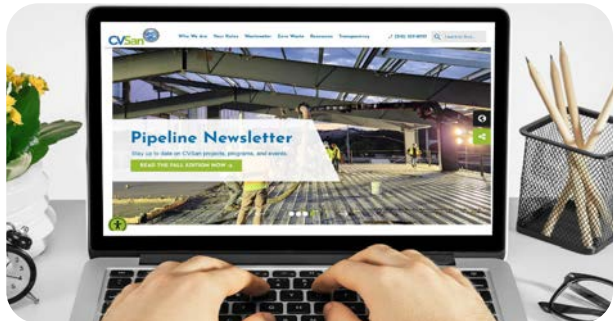 CVSan
Who We Are Your Rates Wastewater Zero Waste Resources Transparency
Pipeline Newsletter
Stay up to date on CVSan projects, programs, and events.
READ THE FALL EDITION NOW